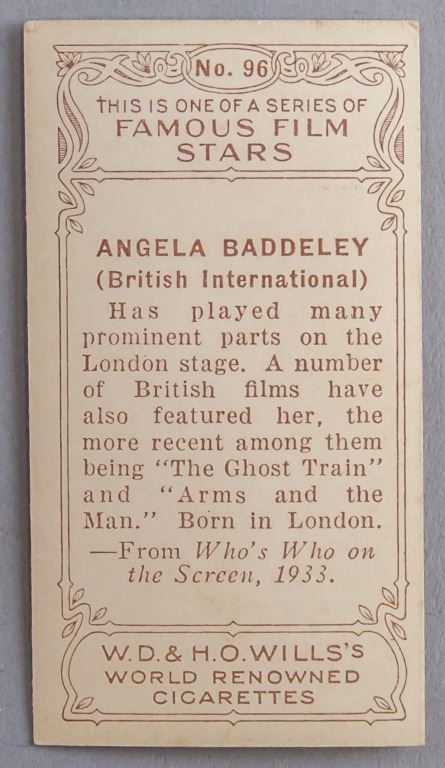 No. 96
THIS IS ONE OF A SERIES OF
FAMOUS FILM
STARS
ANGELA BADDELEY
(British International)
Has played many
prominent parts on the
London stage. A number
of British films have
also featured her, the
more recent among them
being "The Ghost Train"
and "Arms and the
Man." Born in London.
—From Who's Who on
the Screen, 1933.
W.D. & H.O. WILLS's
WORLD RENOWNED
CIGARETTES